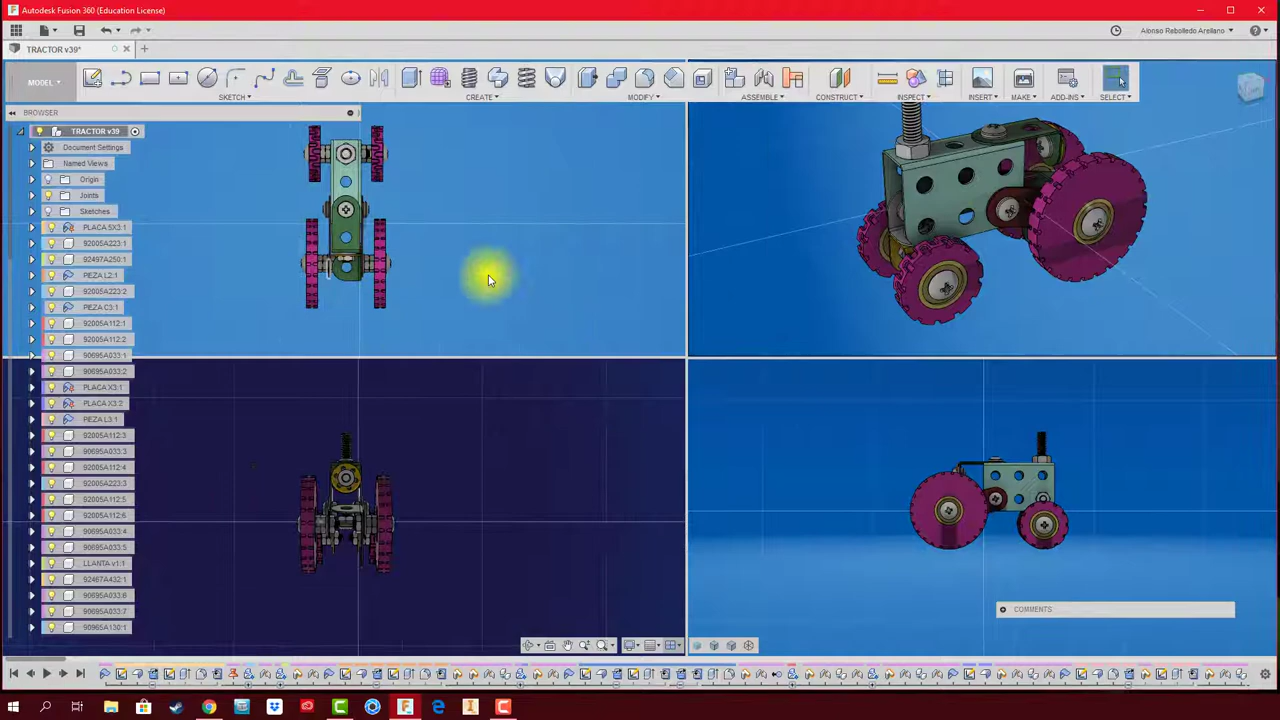 Autodesk Fusion 360 (Education License)
Alonso Rebolledo Arellano
TRACTOR v39*
MODEL
SKETCH
CREATE
MODIFY
ASSEMBLE
CONSTRUCT
INSPECT
INSERT
MAKE
ADD-INS
SELECT
BROWSER
TRACTOR v39
Document Settings
Named Views
Origin
Joints
Sketches
PLACA 5X3:1
92005A223:1
92497A250:1
PIEZA L2:1
92005A223:2
PIEZA C3:1
92005A112:1
92005A112:2
90695A033:1
90695A033:2
PLACA X3:1
PLACA X3:2
PIEZA L3:1
92005A112:3
90695A033:3
92005A112:4
92005A223:3
92005A112:5
92005A112:6
90695A033:4
90695A033:5
LLANTA v1:1
92467A432:1
90695A033:6
90695A033:7
90965A130:1
COMMENTS